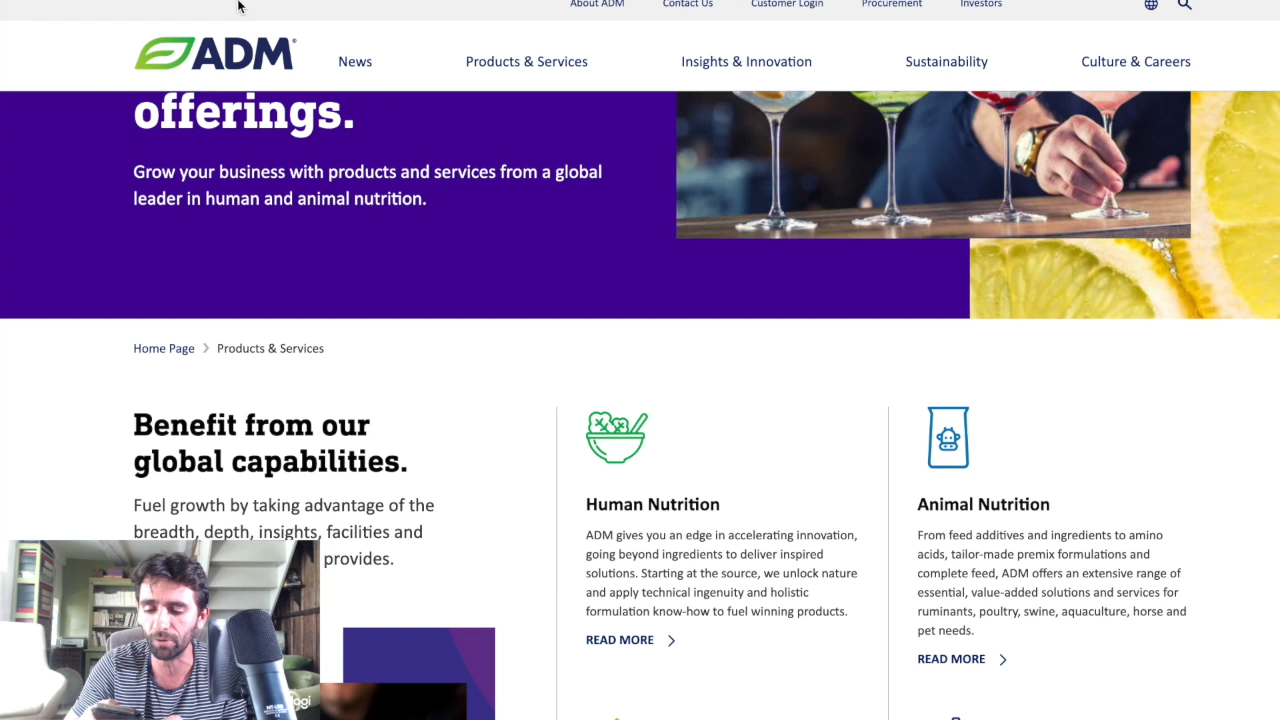 About ADM
Contact Us
Customer Login
Procurement
Investors
ADM
News
Products & Services
Insights & Innovation
Sustainability
Culture & Careers
offerings.
Grow your business with products and services from a global
leader in human and animal nutrition.
Home Page
Products & Services
Benefit from our
global capabilities.
Fuel growth by taking advantage of the
breadth, depth, insights, facilities and
provides.
Human Nutrition
ADM gives you an edge in accelerating innovation,
going beyond ingredients to deliver inspired
solutions. Starting at the source, we unlock nature
and apply technical ingenuity and holistic
formulation know-how to fuel winning products.
READ MORE
Animal Nutrition
From feed additives and ingredients to amino
acids, tailor-made premix formulations and
complete feed, ADM offers an extensive range of
essential, value-added solutions and services for
ruminants, poultry, swine, aquaculture, horse and
pet needs.
READ MORE